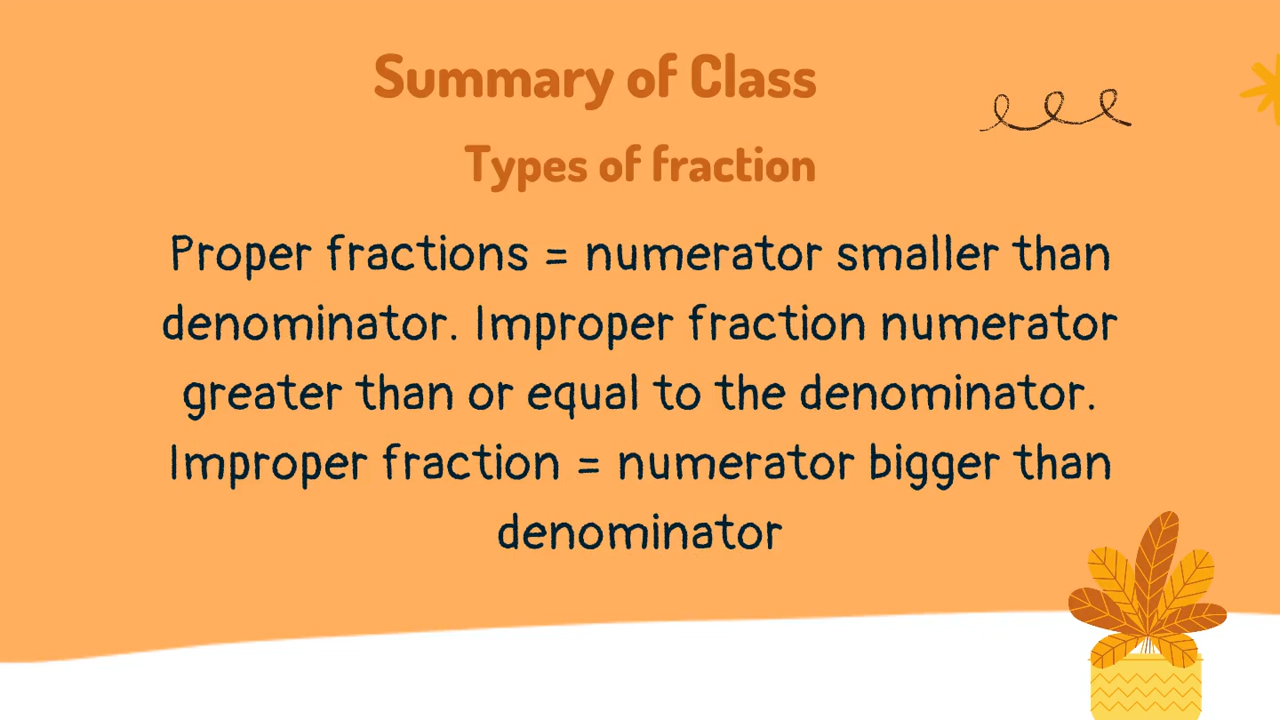 Summary of Class
Types of fraction
Proper fractions = numerator smaller than
denominator. Improper fraction numerator
greater than or equal to the denominator.
Improper fraction = numerator bigger than
denominator